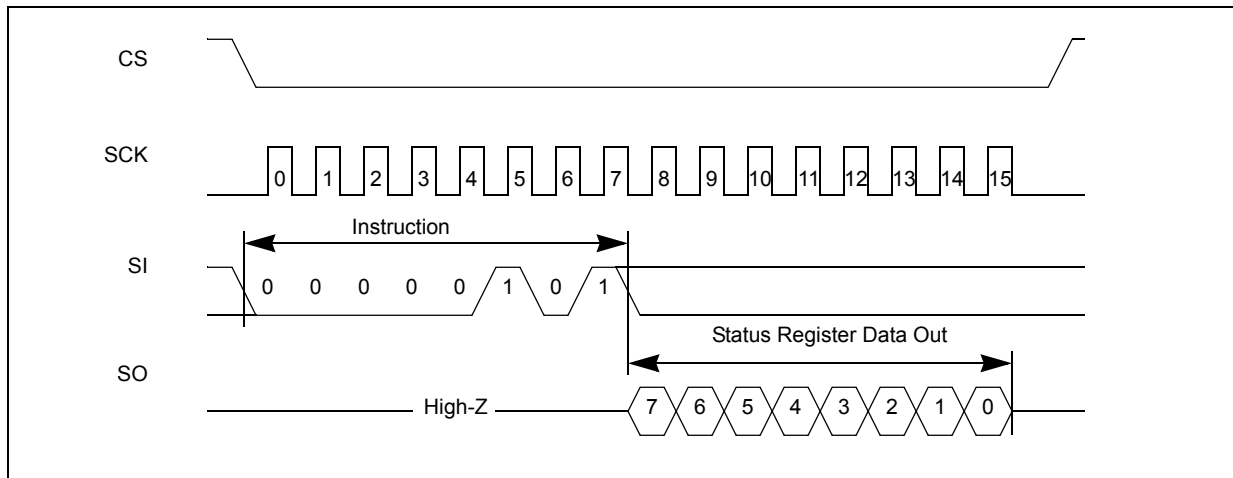 CS
SCK
0 1 2 3 4 5 6 7 8 9 10 11 12 13 14 15
Instruction
SI
0 0 0 0 0 1 0 1
Status Register Data Out
SO
High-Z
7 6 5 4 3 2 1 0